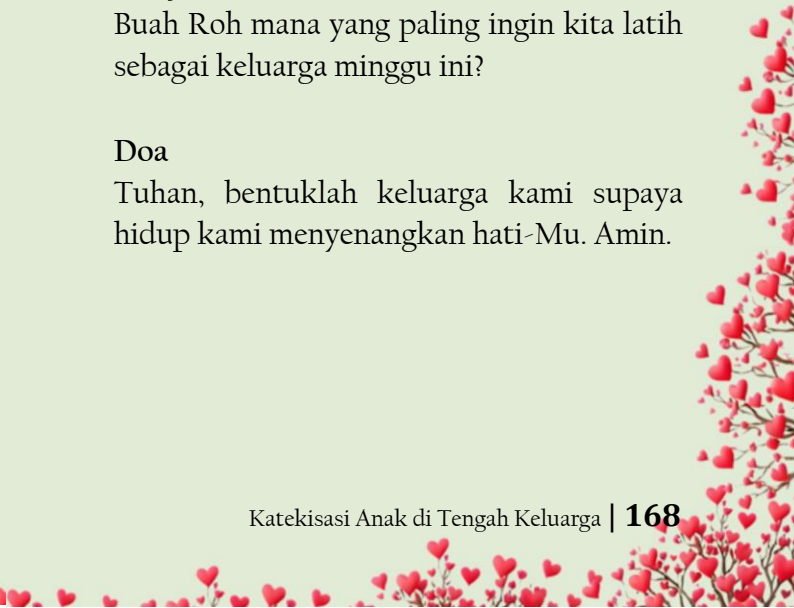 Buah Roh mana yang paling ingin kita latih
sebagai keluarga minggu ini?
Doa
Tuhan, bentuklah keluarga kami supaya
hidup kami menyenangkan hati-Mu. Amin.
Katekisasi Anak di Tengah Keluarga | 168